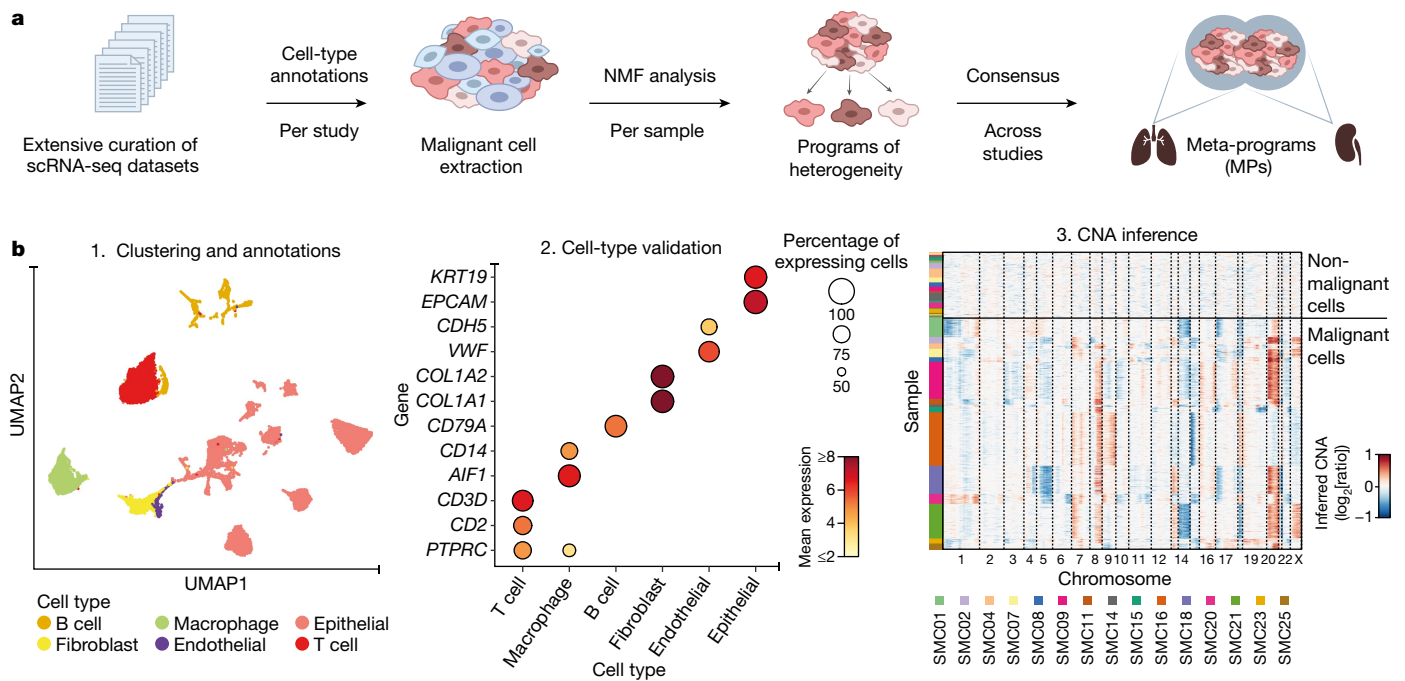 a
Extensive curation of
scRNA-seq datasets
Cell-type
annotations
Per study
Malignant cell
extraction
NMF analysis
Per sample
Programs of
heterogeneity
Consensus
Across
studies
Meta-programs
(MPs)
b
1. Clustering and annotations
UMAP2
UMAP1
Cell type
B cell
Macrophage
Epithelial
Fibroblast
Endothelial
T cell
2. Cell-type validation
Gene
KRT19
EPCAM
CDH5
VWF
COL1A2
COL1A1
CD79A
CD14
AIF1
CD3D
CD2
PTPRC
T cell
Macrophage
B cell
Fibroblast
Endothelial
Epithelial
Cell type
Percentage of
expressing cells
100
75
50
Mean expression
≥8
6
4
≤2
3. CNA inference
Non-
malignant
cells
Malignant
cells
Sample
1 2 3 4 5 6 7 8 9 10 11 12 14 16 17 19 20 22 X
Chromosome
Inferred CNA
(log2[ratio])
1
0
−1
SMC01
SMC02
SMC04
SMC07
SMC08
SMC09
SMC11
SMC14
SMC15
SMC16
SMC18
SMC20
SMC21
SMC23
SMC25